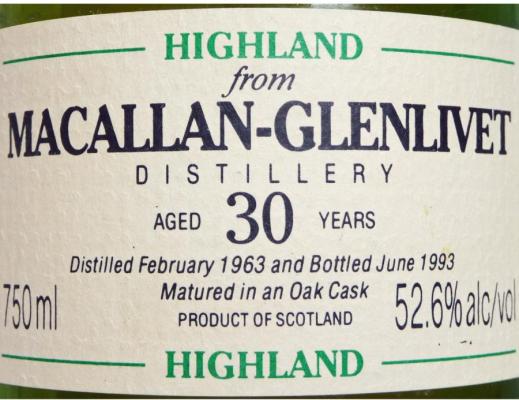 HIGHLAND
from
MACALLAN-GLENLIVET
DISTILLERY
AGED 30 YEARS
Distilled February 1963 and Bottled June 1993
750ml Matured in an Oak Cask 52.6%alc/vol
PRODUCT OF SCOTLAND
HIGHLAND